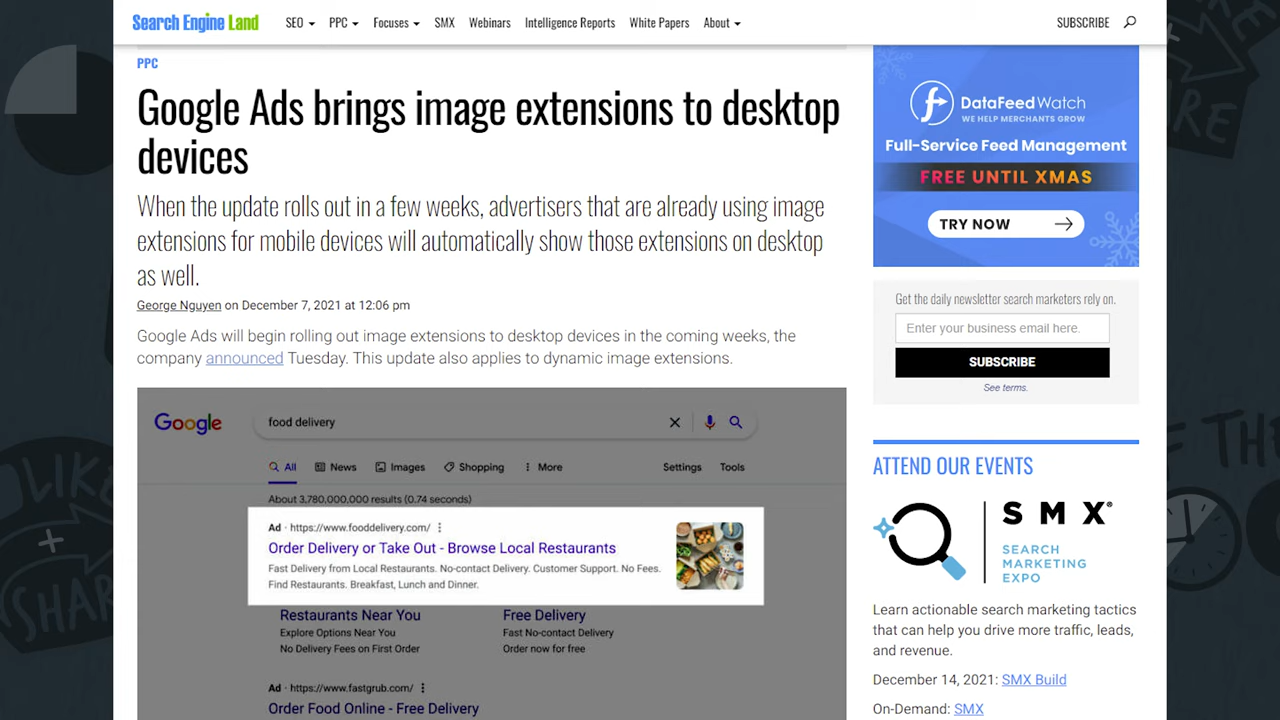 Search Engine Land
SEO PPC Focuses SMX Webinars Intelligence Reports White Papers About SUBSCRIBE
PPC
Google Ads brings image extensions to desktop
devices
When the update rolls out in a few weeks, advertisers that are already using image
extensions for mobile devices will automatically show those extensions on desktop
as well.
George Nguyen on December 7, 2021 at 12:06 pm
Google Ads will begin rolling out image extensions to desktop devices in the coming weeks, the
company announced Tuesday. This update also applies to dynamic image extensions.
Google food delivery
All News Images Shopping More Settings Tools
About 3,780,000,000 results (0.74 seconds)
Ad · https://www.fooddelivery.com/
Order Delivery or Take Out - Browse Local Restaurants
Fast Delivery from Local Restaurants. No-contact Delivery. Customer Support. No Fees.
Find Restaurants. Breakfast, Lunch and Dinner.
Restaurants Near You Free Delivery
Explore Options Near You Fast No-contact Delivery
No Delivery Fees on First Order Order now for free
Ad · https://www.fastgrub.com/
Order Food Online - Free Delivery
DataFeedWatch
WE HELP MERCHANTS GROW
Full-Service Feed Management
FREE UNTIL XMAS
TRY NOW
Get the daily newsletter search marketers rely on.
Enter your business email here.
SUBSCRIBE
See terms.
ATTEND OUR EVENTS
SMX
SEARCH
MARKETING
EXPO
Learn actionable search marketing tactics
that can help you drive more traffic, leads,
and revenue.
December 14, 2021: SMX Build
On-Demand: SMX
LIKE
SHARE